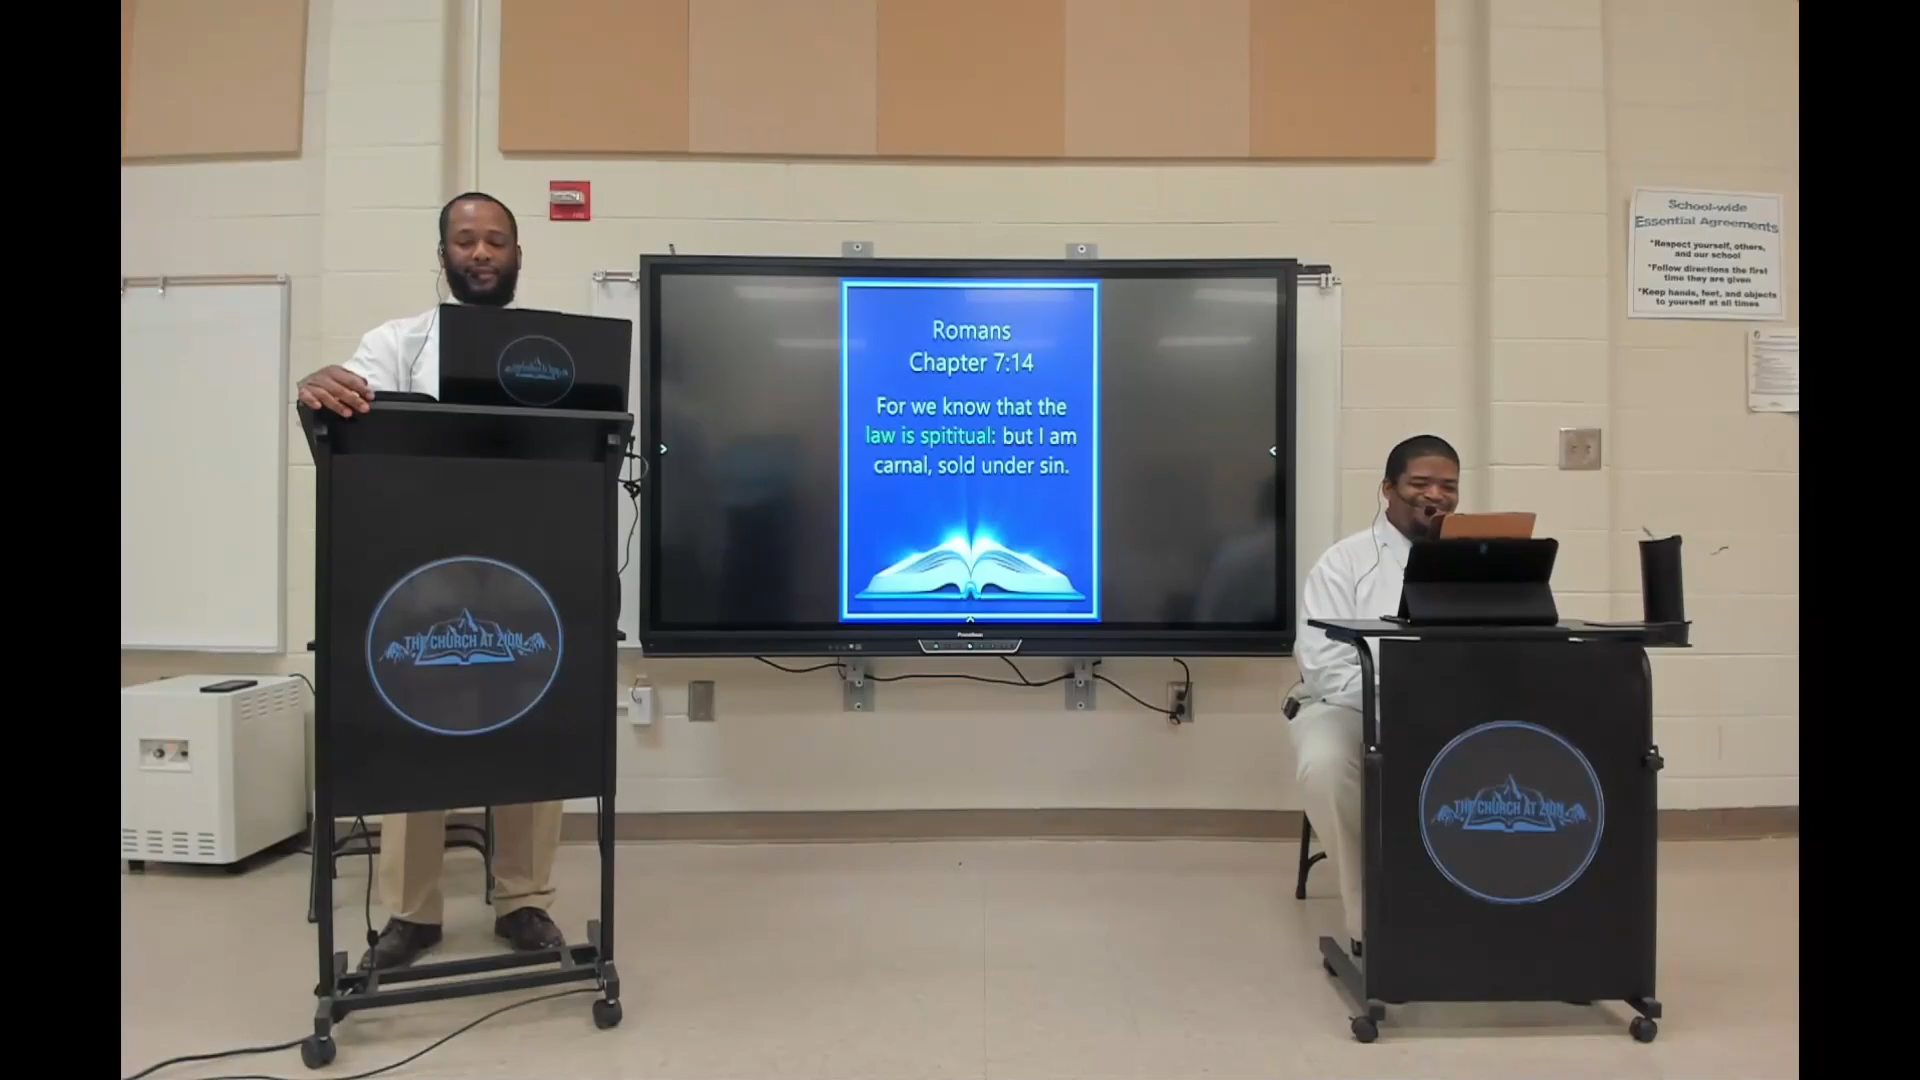 School-wide
Essential Agreements
*Respect yourself, others,
and our school
*Follow directions the first
time they are given
*Keep hands, feet, and objects
to yourself at all times
Romans
Chapter 7:14
For we know that the
law is spititual: but I am
carnal, sold under sin.
Promethean
THE CHURCH AT ZION
THE CHURCH AT ZION